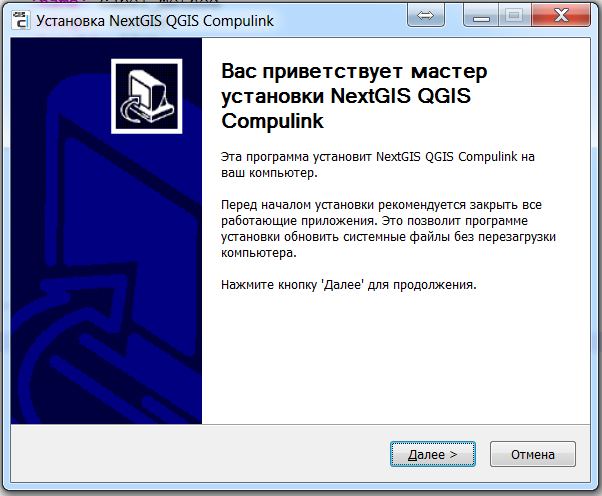 Установка NextGIS QGIS Compulink
Вас приветствует мастер
установки NextGIS QGIS
Compulink
Эта программа установит NextGIS QGIS Compulink на
ваш компьютер.
Перед началом установки рекомендуется закрыть все
работающие приложения. Это позволит программе
установки обновить системные файлы без перезагрузки
компьютера.
Нажмите кнопку 'Далее' для продолжения.
Далее >
Отмена